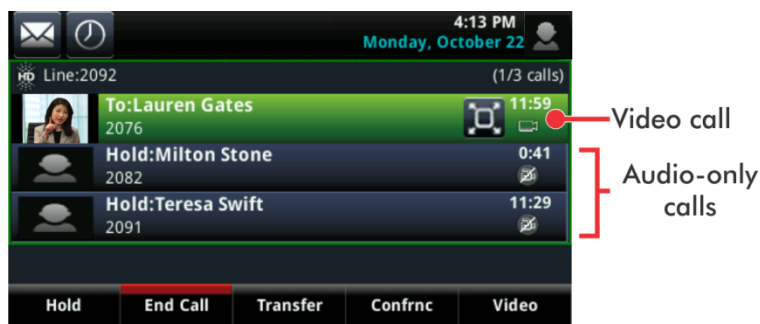 4:13 PM
Monday, October 22
HD Line:2092 (1/3 calls)
To:Lauren Gates 11:59
2076
Hold:Milton Stone 0:41
2082
Hold:Teresa Swift 11:29
2091
Hold End Call Transfer Confrnc Video
Video call
Audio-only
calls